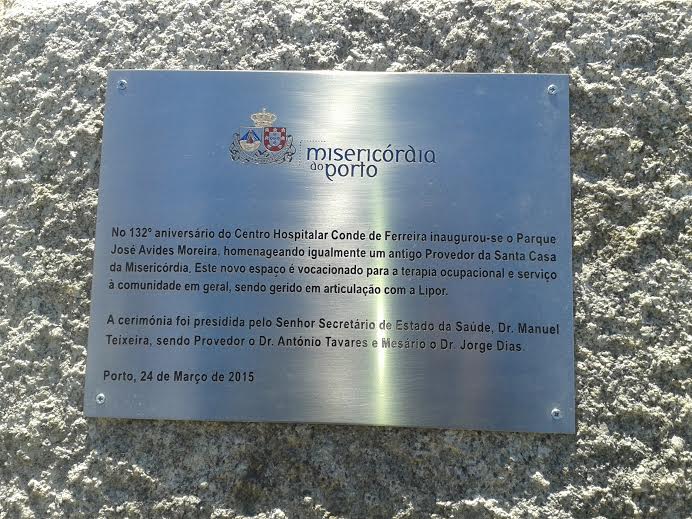 misericórdia
do porto
No 132º aniversário do Centro Hospitalar Conde de Ferreira inaugurou-se o Parque
José Avides Moreira, homenageando igualmente um antigo Provedor da Santa Casa
da Misericórdia. Este novo espaço é vocacionado para a terapia ocupacional e serviço
à comunidade em geral, sendo gerido em articulação com a Lipor.
A cerimónia foi presidida pelo Senhor Secretário de Estado da Saúde, Dr. Manuel
Teixeira, sendo Provedor o Dr. António Tavares e Mesário o Dr. Jorge Dias.
Porto, 24 de Março de 2015